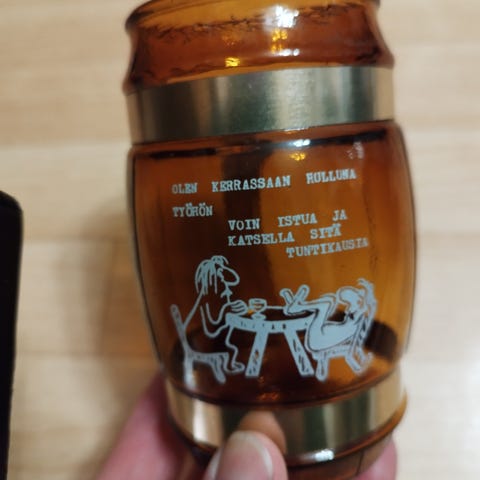 OLEN KERRASSAAN HULLUNA
TYÖHÖN
VOIN ISTUA JA
KATSELLA SITÄ
TUNTIKAUSIA